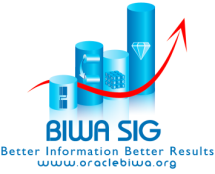 BIWA SIG
Better Information Better Results
www.oraclebiwa.org